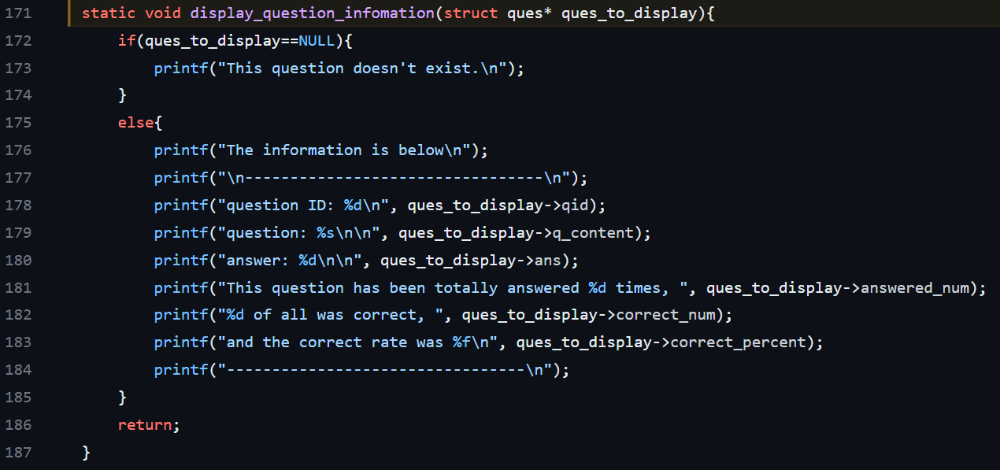 171 static void display_question_infomation(struct ques* ques_to_display){
172 if(ques_to_display==NULL){
173 printf("This question doesn't exist.\n");
174 }
175 else{
176 printf("The information is below\n");
177 printf("\n---------------------------------\n");
178 printf("question ID: %d\n", ques_to_display->qid);
179 printf("question: %s\n\n", ques_to_display->q_content);
180 printf("answer: %d\n\n", ques_to_display->ans);
181 printf("This question has been totally answered %d times, ", ques_to_display->answered_num);
182 printf("%d of all was correct, ", ques_to_display->correct_num);
183 printf("and the correct rate was %f\n", ques_to_display->correct_percent);
184 printf("---------------------------------\n");
185 }
186 return;
187 }